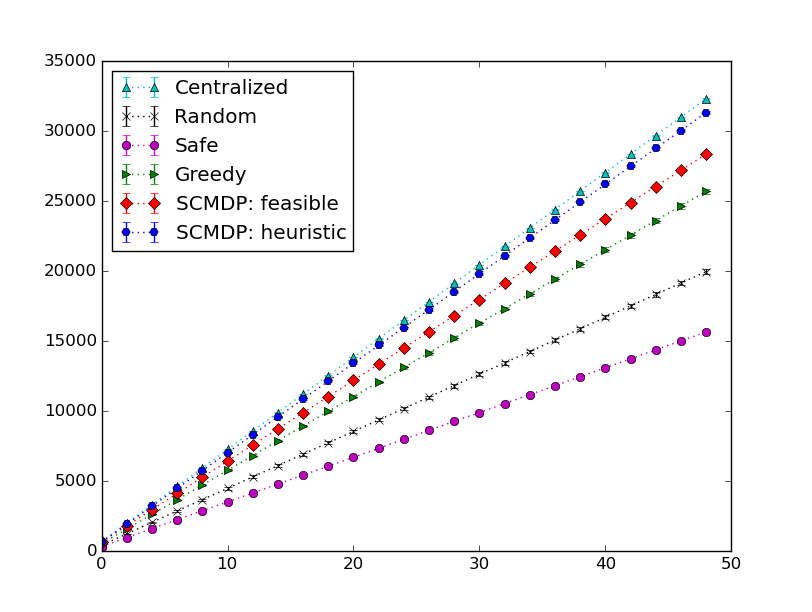 35000
30000
25000
20000
15000
10000
5000
0
Centralized
Random
Safe
Greedy
SCMDP: feasible
SCMDP: heuristic
0 10 20 30 40 50